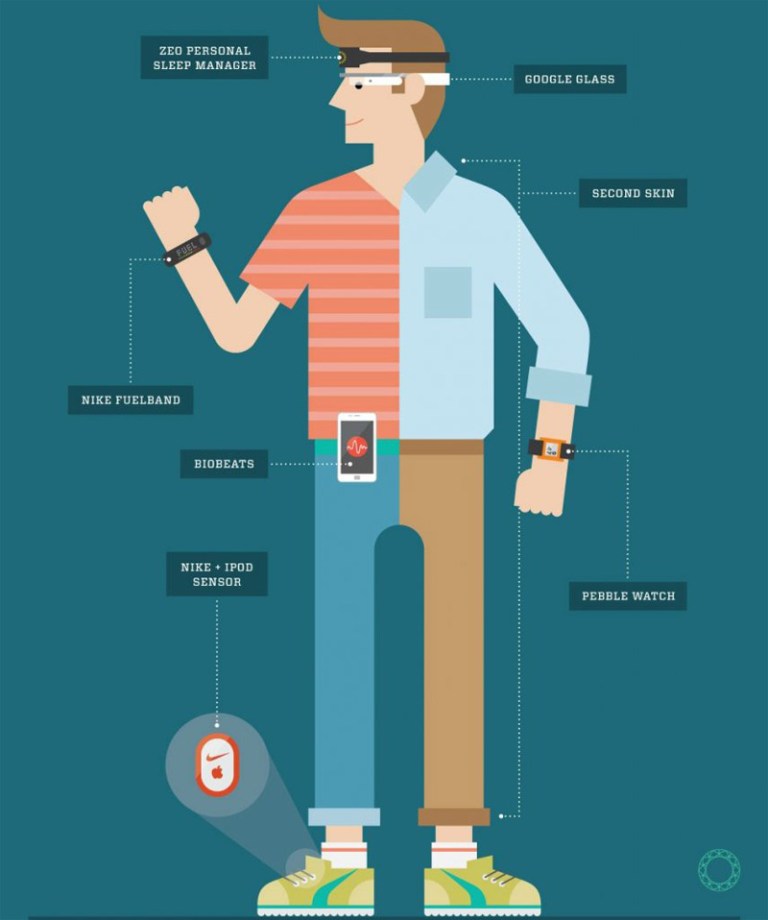 ZEO PERSONAL
SLEEP MANAGER
GOOGLE GLASS
SECOND SKIN
FUEL
NIKE FUELBAND
BIOBEATS
NIKE + IPOD
SENSOR
PEBBLE WATCH